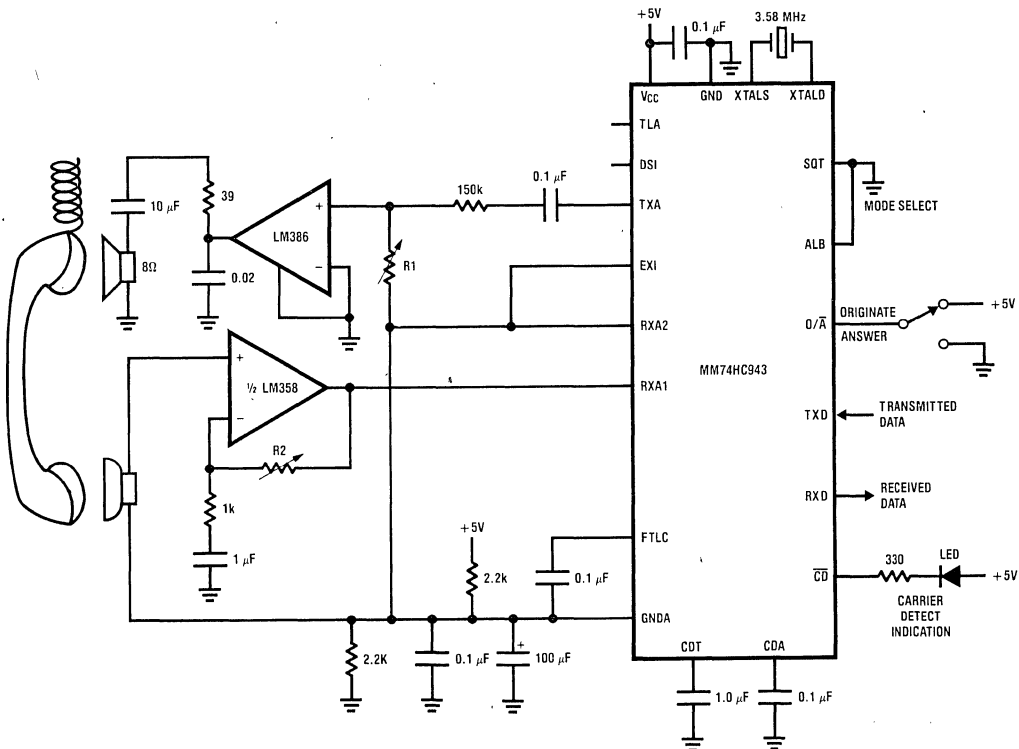 +5V
0.1 μF
3.58 MHz
VCC
GND
XTALS
XTALD
TLA
DSI
SQT
MODE SELECT
10 μF
39
LM386
+
−
150k
0.1 μF
TXA
ALB
8Ω
0.02
R1
EXI
RXA2
O/A̅
ORIGINATE
ANSWER
+5V
MM74HC943
+
½ LM358
−
RXA1
R2
TXD
TRANSMITTED
DATA
1k
RXD
RECEIVED
DATA
1 μF
+5V
2.2k
FTLC
0.1 μF
C̅D̅
330
LED
+5V
CARRIER
DETECT
INDICATION
GNDA
2.2K
0.1 μF
+
100 μF
CDT
CDA
1.0 μF
0.1 μF